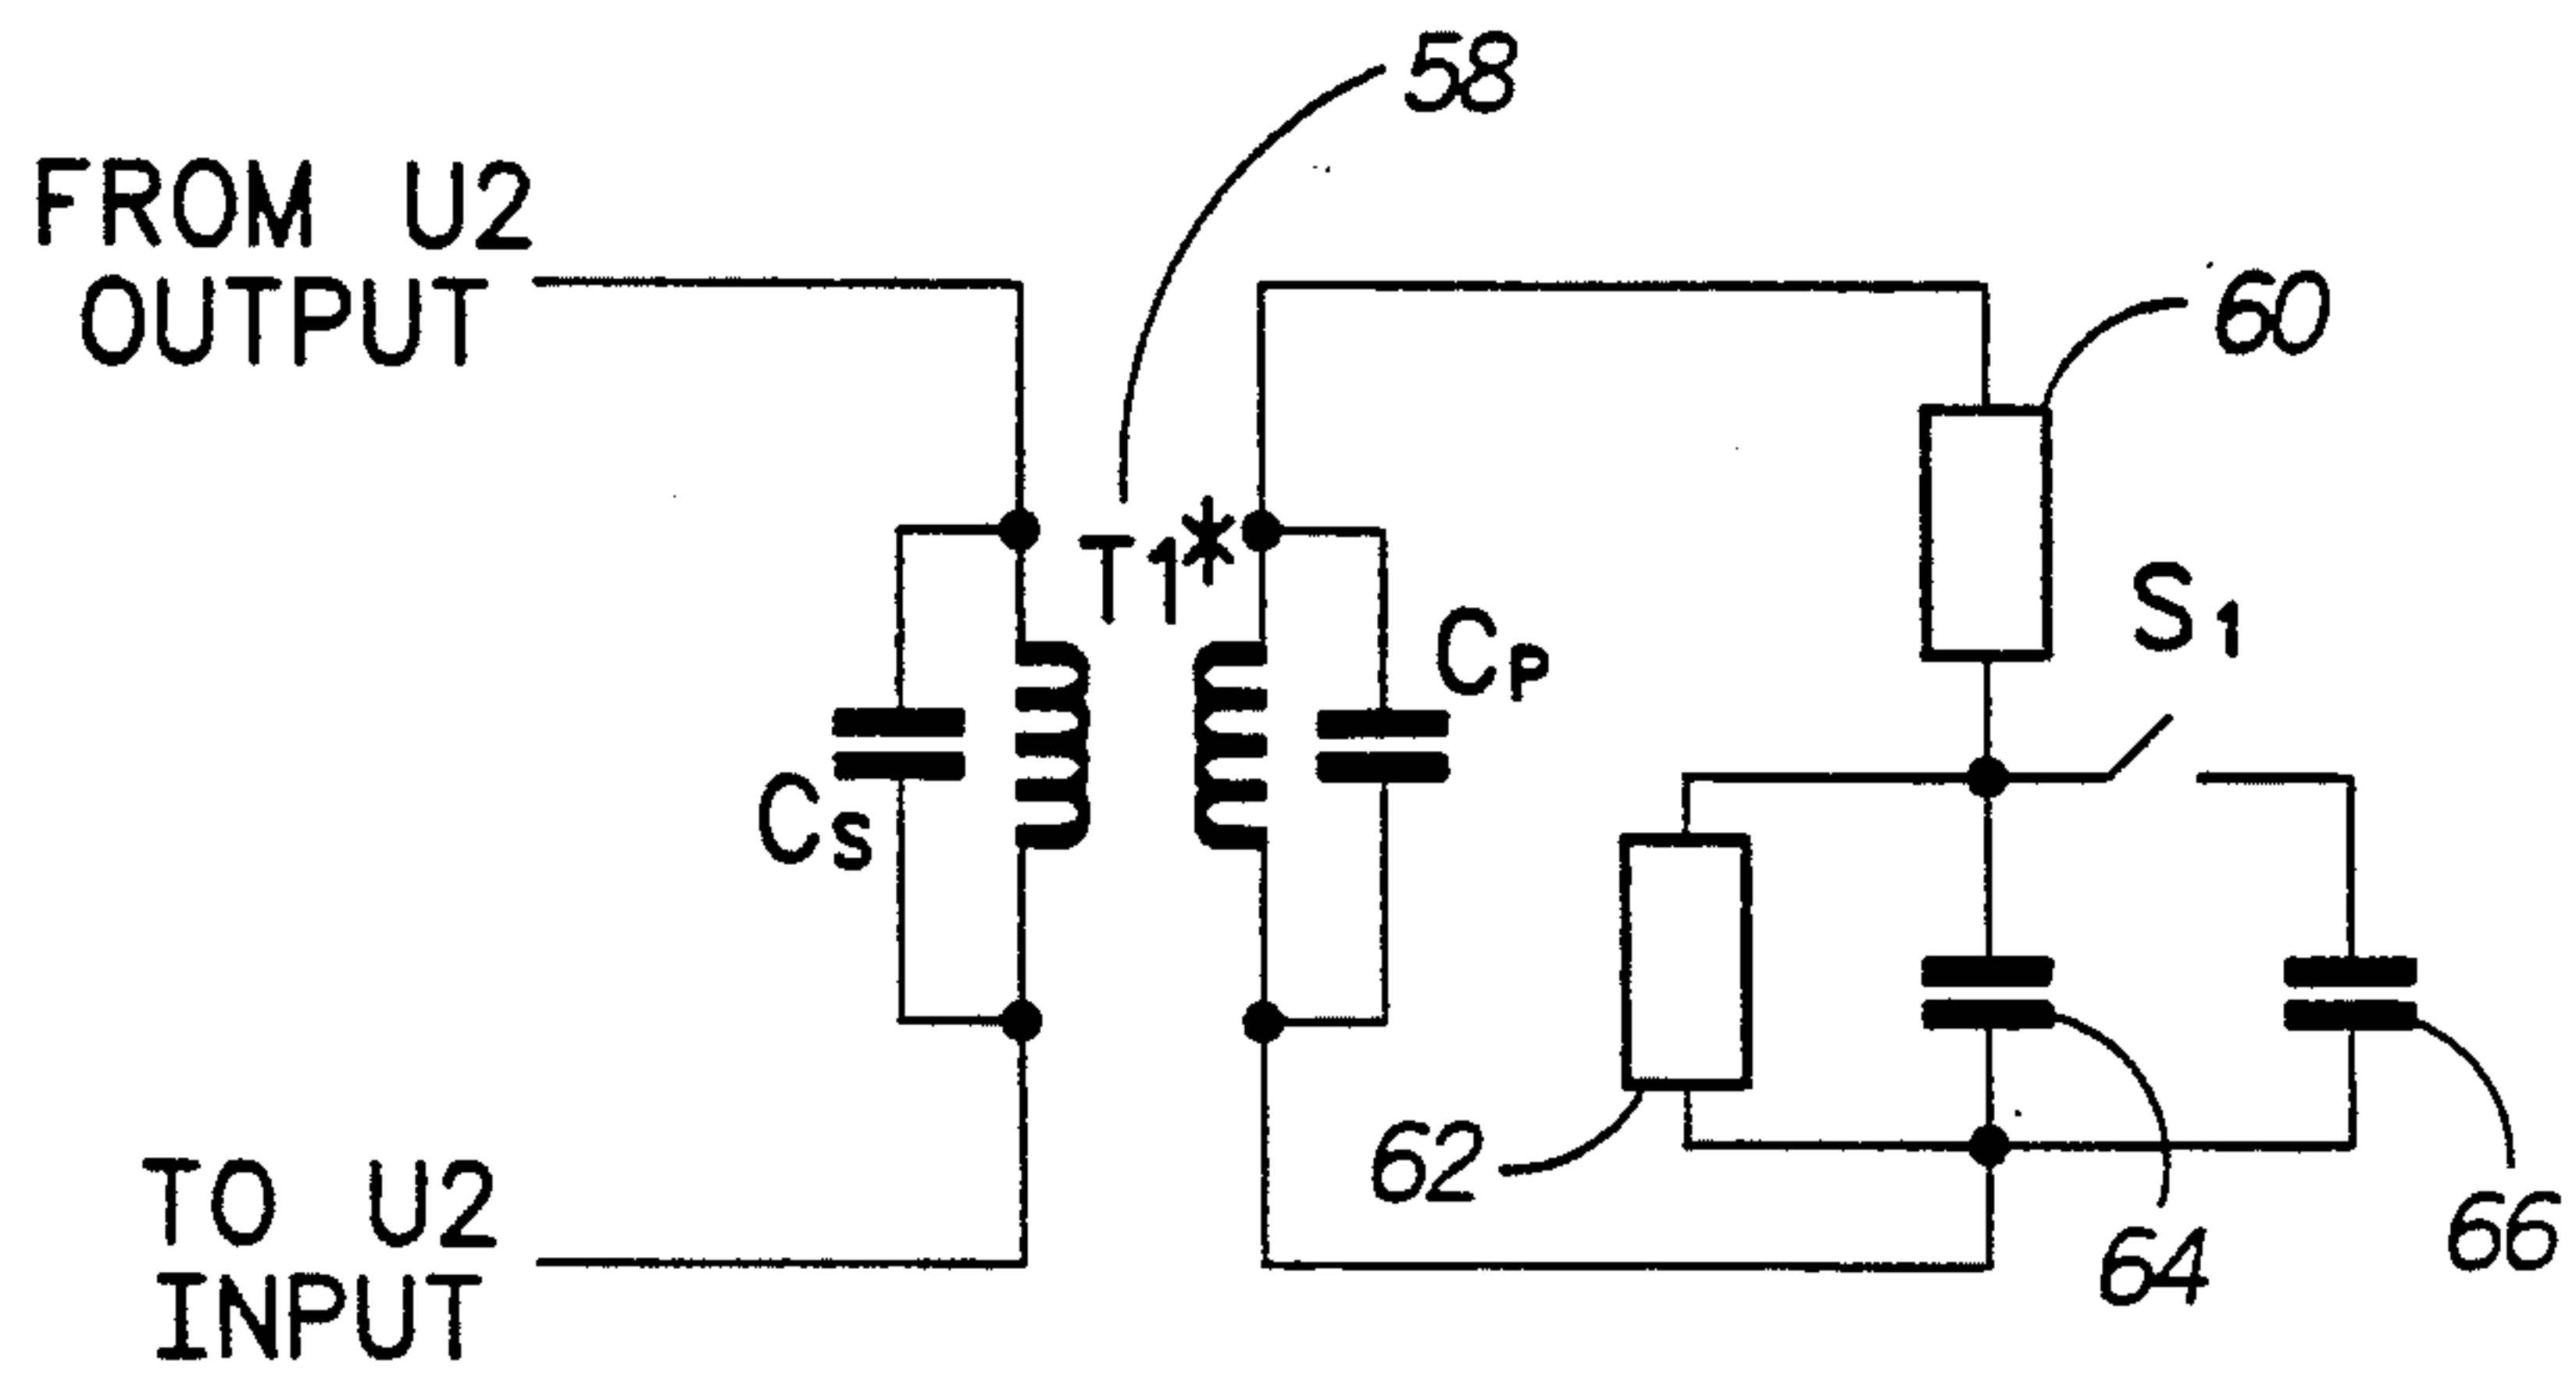 58
FROM U2
OUTPUT
60
T1*
S1
CP
CS
62
TO U2
INPUT
64
66